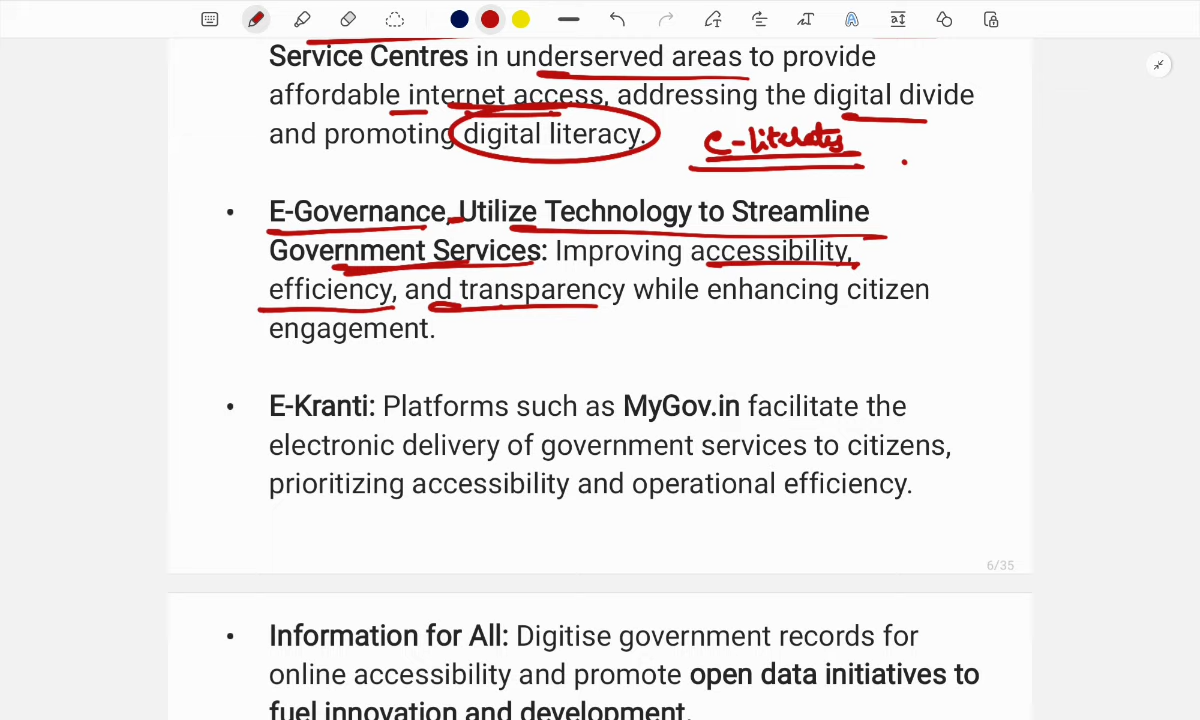 Service Centres in underserved areas to provide
affordable internet access, addressing the digital divide
and promoting digital literacy.
e-literacy
• E-Governance, Utilize Technology to Streamline
Government Services: Improving accessibility,
efficiency, and transparency while enhancing citizen
engagement.
• E-Kranti: Platforms such as MyGov.in facilitate the
electronic delivery of government services to citizens,
prioritizing accessibility and operational efficiency.
6/35
• Information for All: Digitise government records for
online accessibility and promote open data initiatives to
fuel innovation and development.